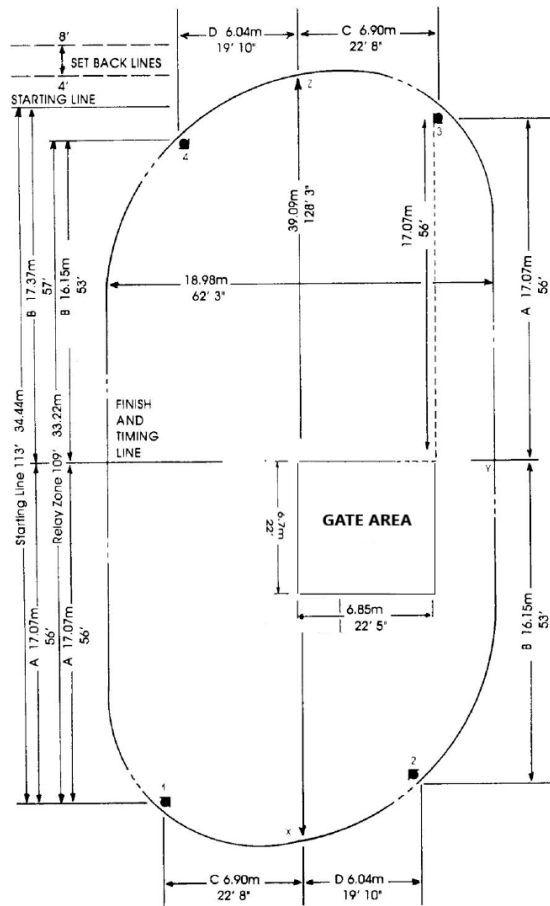 D 6.04m
19' 10"
C 6.90m
22' 8"
8'
SET BACK LINES
4'
STARTING LINE
Z
3
4
39.09m
128' 3"
17.07m
56'
A 17.07m
56'
B 17.37m
57'
B 16.15m
53'
18.98m
62' 3"
Starting Line 113' 34.44m
Relay Zone 109' 33.22m
FINISH
AND
TIMING
LINE
Y
6.7m
22'
GATE AREA
6.85m
22' 5"
A 17.07m
56'
A 17.07m
56'
B 16.15m
53'
2
1
X
C 6.90m
22' 8"
D 6.04m
19' 10"